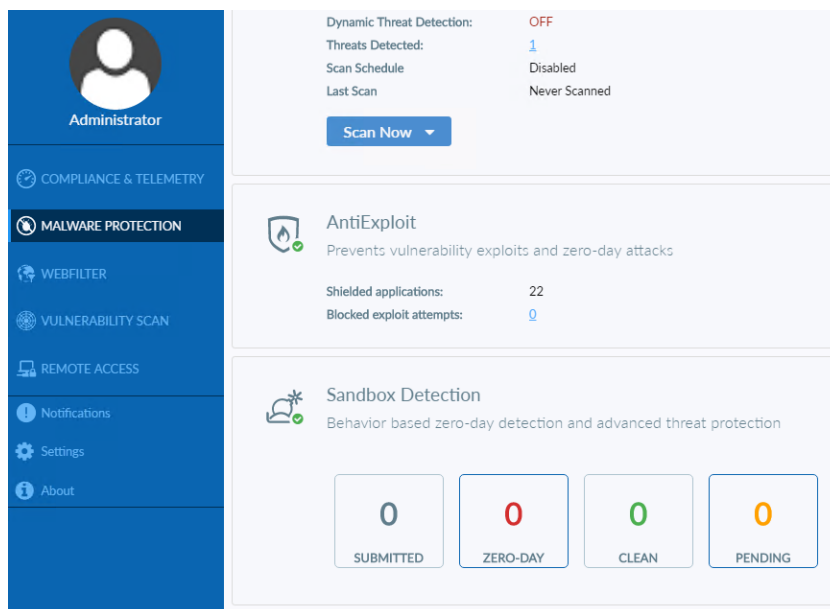 Administrator
COMPLIANCE & TELEMETRY
MALWARE PROTECTION
WEBFILTER
VULNERABILITY SCAN
REMOTE ACCESS
Notifications
Settings
About
Dynamic Threat Detection: OFF
Threats Detected: 1
Scan Schedule Disabled
Last Scan Never Scanned
Scan Now
AntiExploit
Prevents vulnerability exploits and zero-day attacks
Shielded applications: 22
Blocked exploit attempts: 0
Sandbox Detection
Behavior based zero-day detection and advanced threat protection
0 0 0 0
SUBMITTED ZERO-DAY CLEAN PENDING